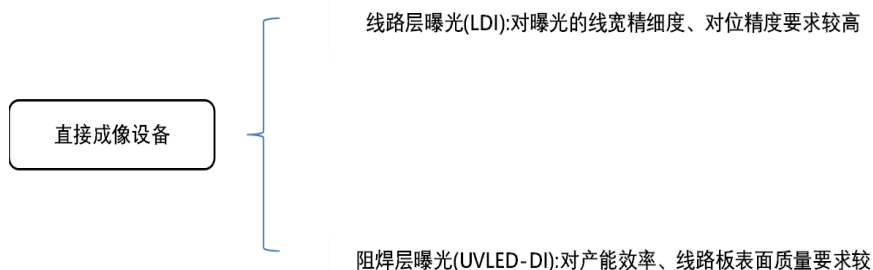 线路层曝光(LDI):对曝光的线宽精细度、对位精度要求较高
直接成像设备
阻焊层曝光(UVLED-DI):对产能效率、线路板表面质量要求较